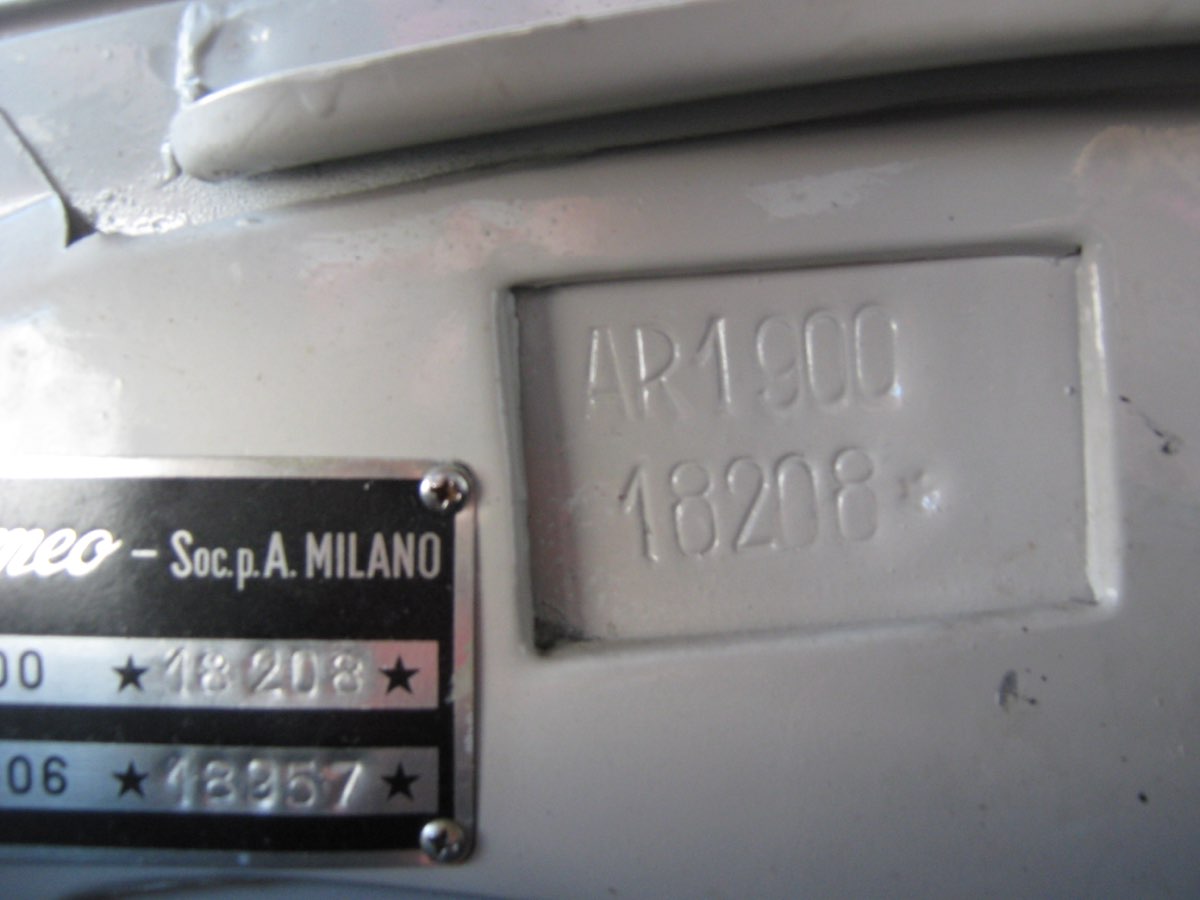 AR1900
18208*
meo – Soc.p.A. MILANO
00 ★ 18208 ★
06 ★ 18957 ★